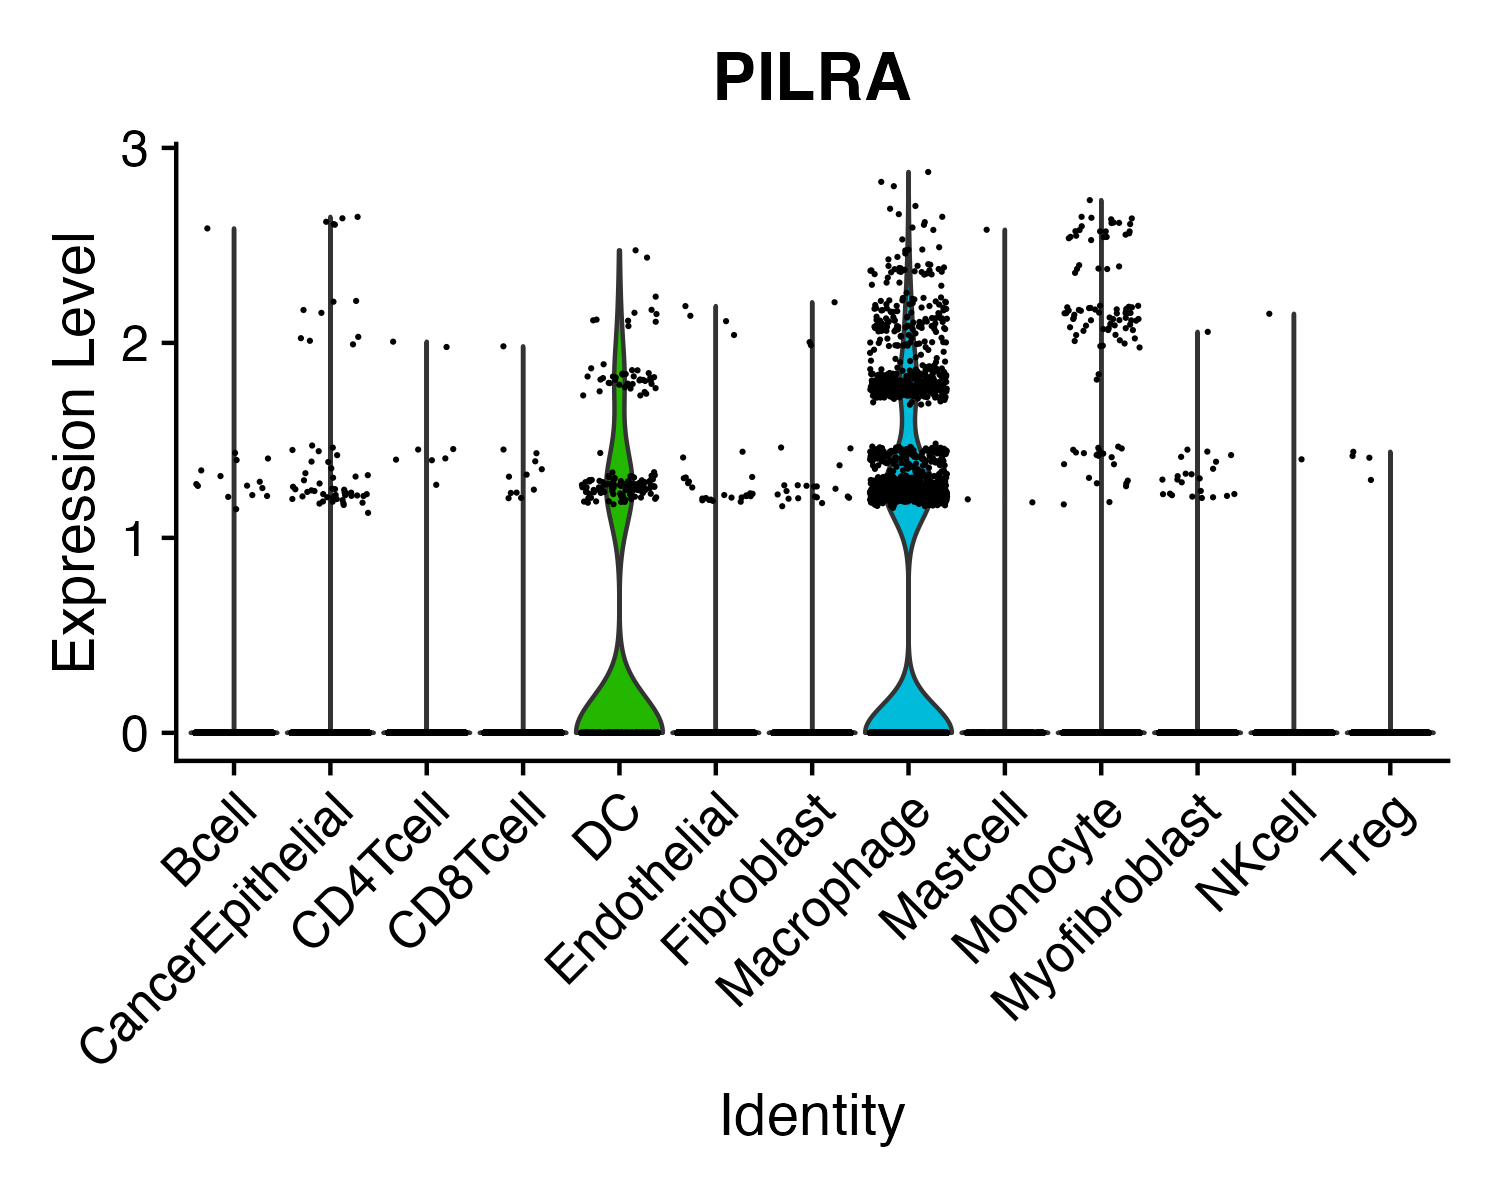 PILRA
Expression Level
3
2
1
0
Bcell
CancerEpithelial
CD4Tcell
CD8Tcell
DC
Endothelial
Fibroblast
Macrophage
Mastcell
Monocyte
Myofibroblast
NKcell
Treg
Identity